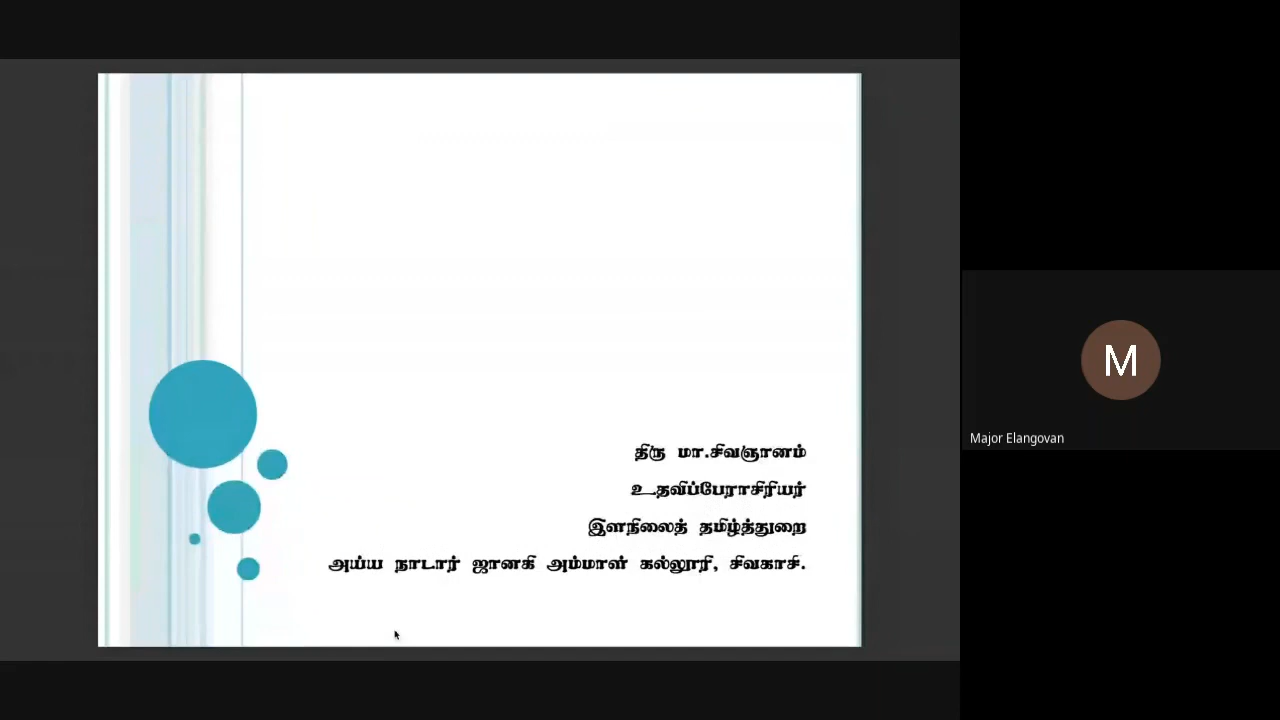 திரு மா.சிவஞானம்
உதவிப்பேராசிரியர்
இளநிலைத் தமிழ்த்துறை
அய்ய நாடார் ஜானகி அம்மாள் கல்லூரி, சிவகாசி.
M
Major Elangovan